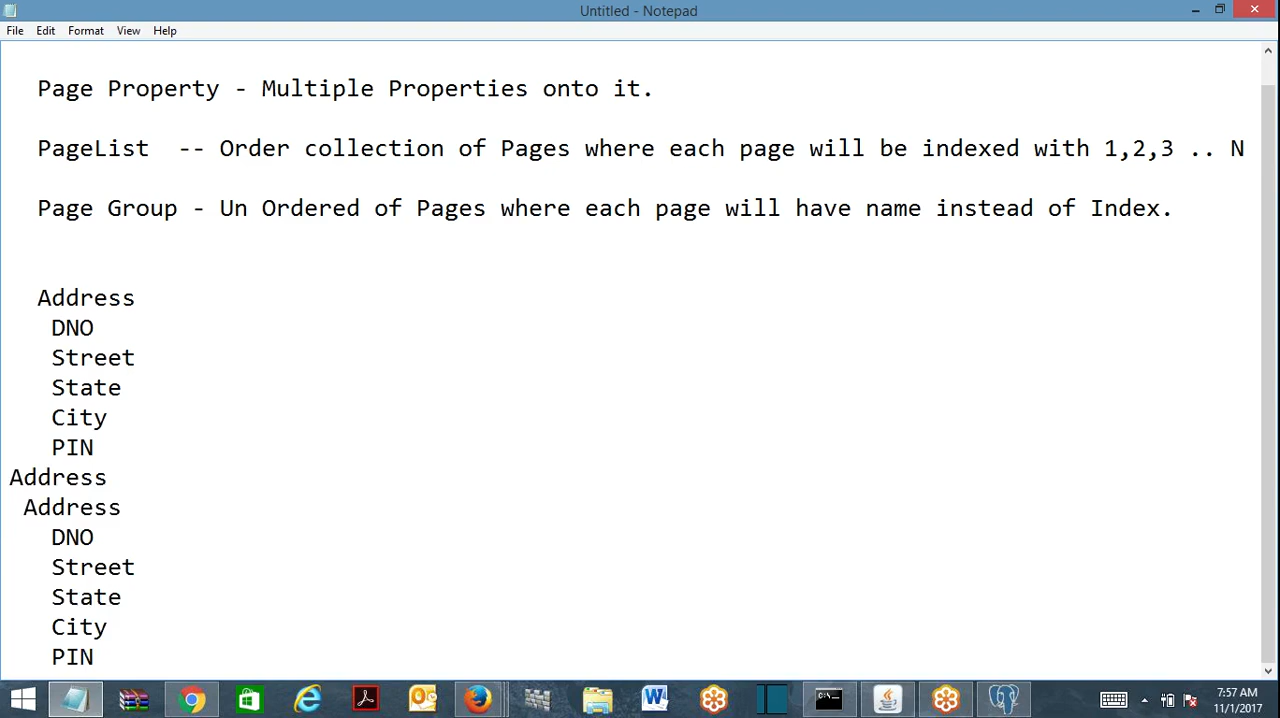 Untitled - Notepad
File Edit Format View Help
Page Property - Multiple Properties onto it.
PageList -- Order collection of Pages where each page will be indexed with 1,2,3 .. N
Page Group - Un Ordered of Pages where each page will have name instead of Index.
Address
DNO
Street
State
City
PIN
Address
Address
DNO
Street
State
City
PIN
7:57 AM
11/1/2017